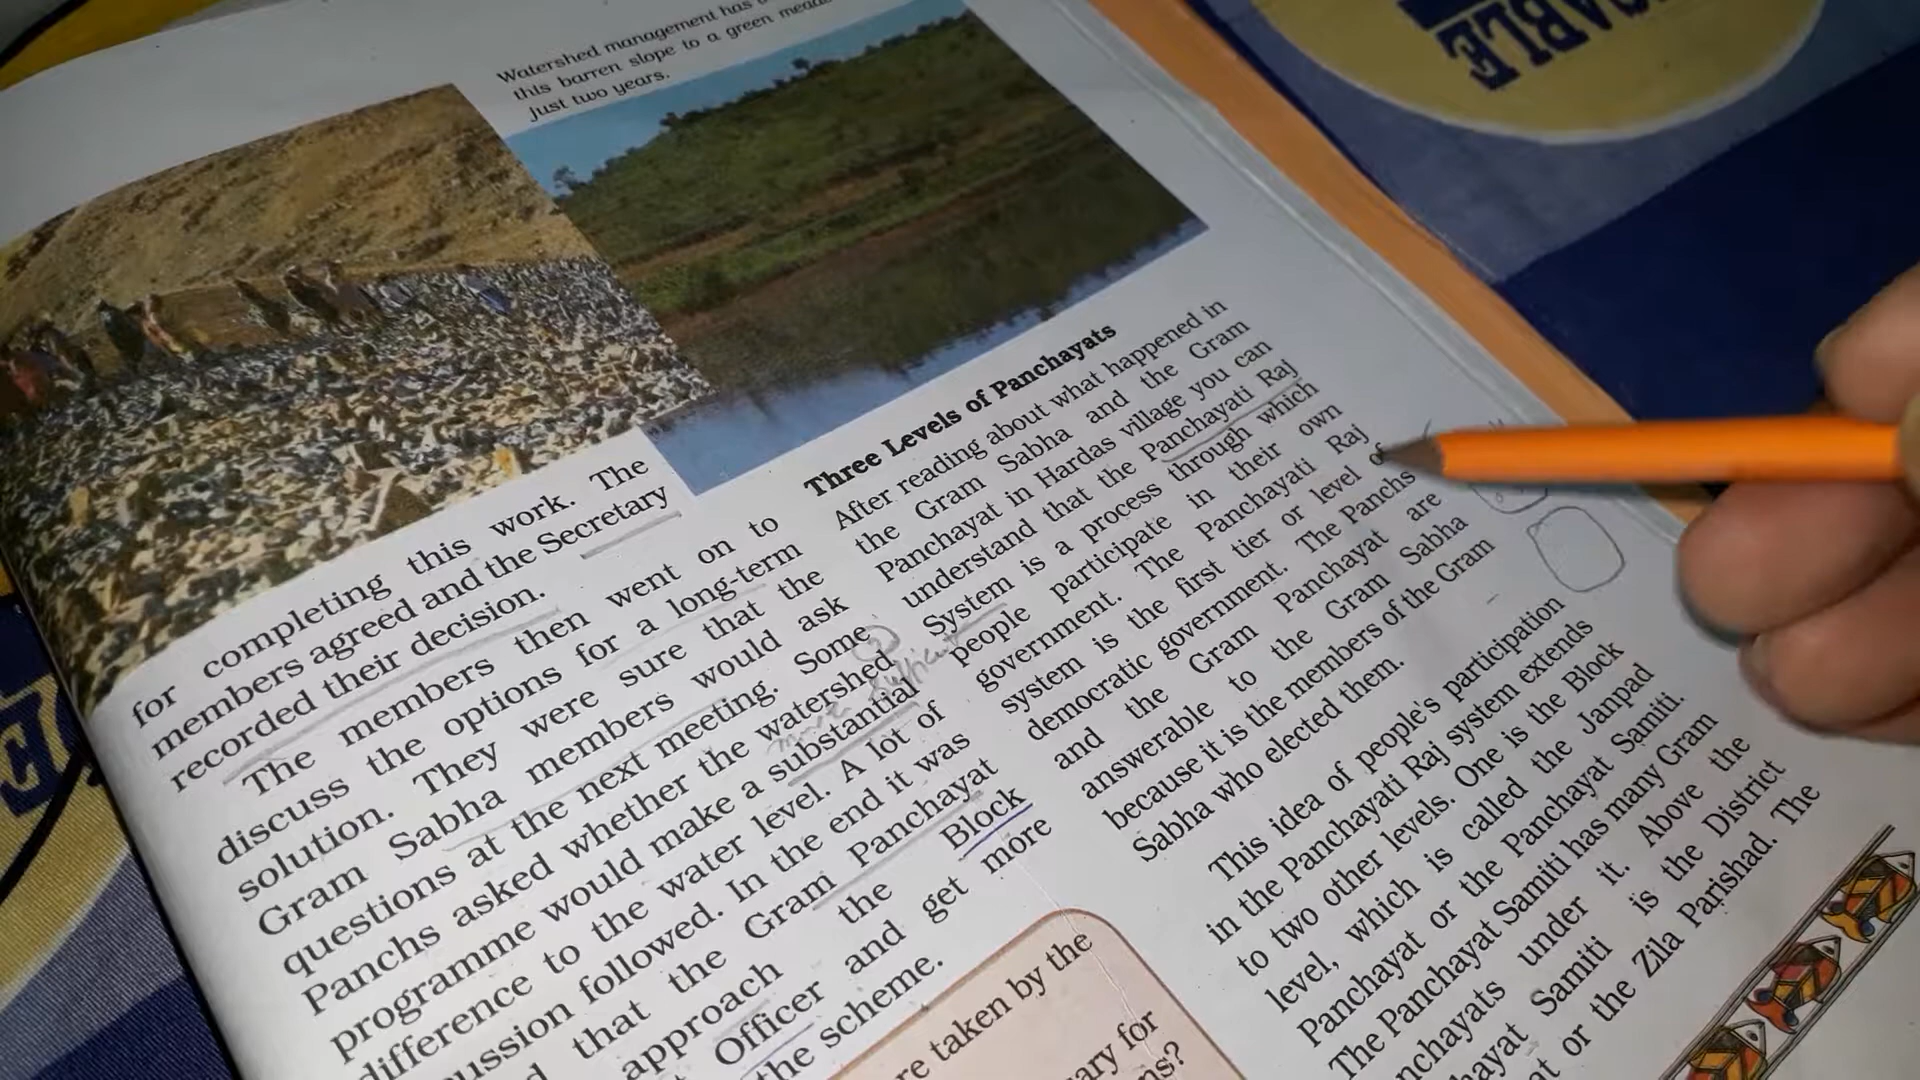 Watershed management has
this barren slope to a green
just two years.
for completing this work. The
members agreed and the Secretary
recorded their decision.
The members then went on to
discuss the options for a long-term
solution. They were sure that the
Gram Sabha members would ask
questions at the next meeting. Some
Panchs asked whether the watershed
programme would make a substantial
difference to the water level. A lot of
followed. In the end it was
that the Gram Panchayat
approach the Block
Officer and get more
the scheme.
Three Levels of Panchayats
After reading about what happened in
the Gram Sabha and the Gram
Panchayat in Hardas village you can
understand that the Panchayati Raj
System is a process through which
people participate in their own
government. The Panchayati Raj
system is the first tier or level of
democratic government. The Panchs
and the Gram Panchayat are
answerable to the Gram Sabha
because it is the members of the Gram
Sabha who elected them.
This idea of people's participation
in the Panchayati Raj system extends
to two other levels. One is the Block
level, which is called the Janpad
Panchayat or the Panchayat Samiti.
The Panchayat Samiti has many Gram
under it. Above the
Samiti is the District
or the Zila Parishad. The
taken by the
for